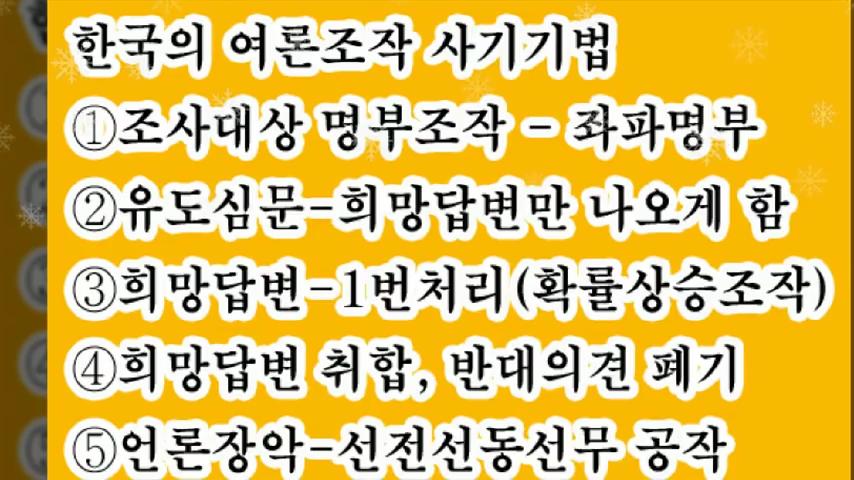 한국의 여론조작 사기기법
①조사대상 명부조작 - 좌파명부
②유도심문-희망답변만 나오게 함
③희망답변-1번처리(확률상승조작)
④희망답변 취합, 반대의견 폐기
⑤언론장악-선전선동선무 공작